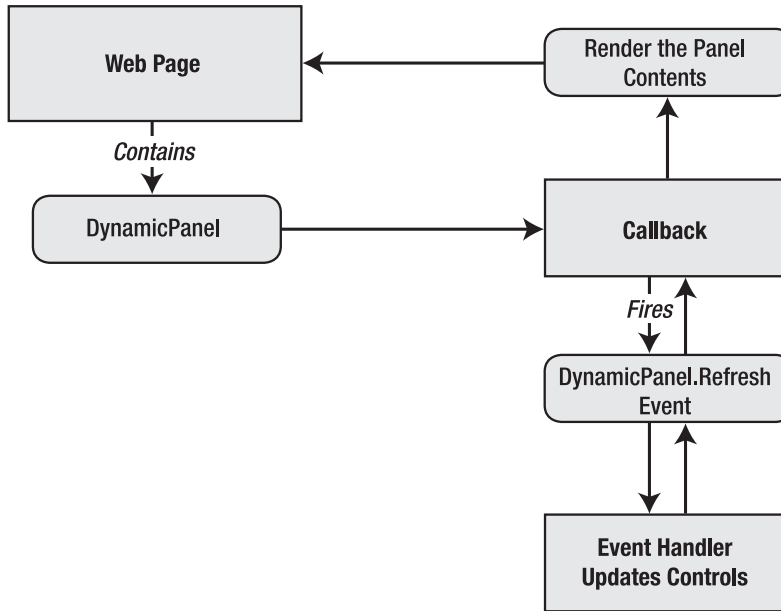 Web Page
Render the Panel
Contents
Contains
DynamicPanel
Callback
Fires
DynamicPanel.Refresh
Event
Event Handler
Updates Controls